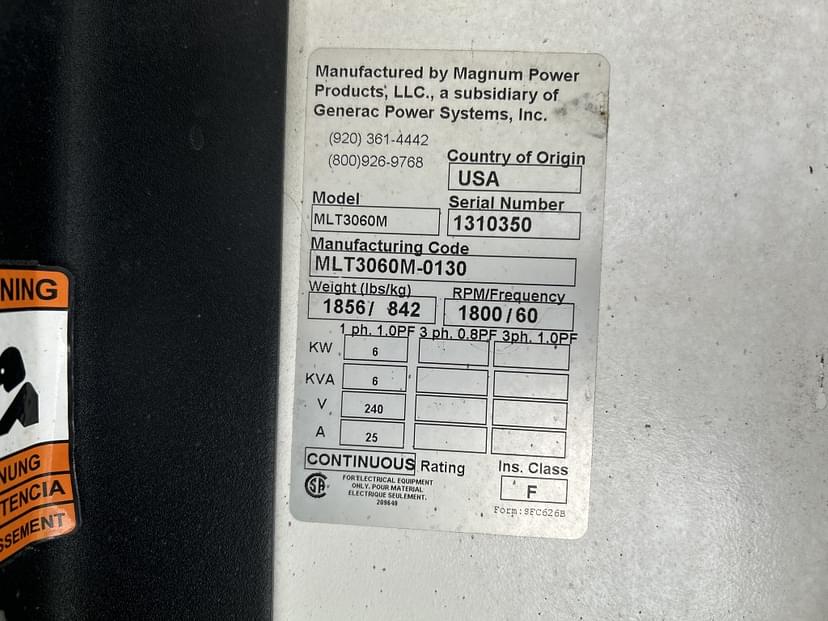 Manufactured by Magnum Power
Products, LLC., a subsidiary of
Generac Power Systems, Inc.
(920) 361-4442
(800)926-9768
Country of Origin
USA
Model
MLT3060M
Serial Number
1310350
Manufacturing Code
MLT3060M-0130
Weight (lbs/kg)
1856/ 842
RPM/Frequency
1800/60
1 ph. 1.0PF 3 ph. 0.8PF 3ph. 1.0PF
KW 6
KVA 6
V 240
A 25
CONTINUOUS Rating
Ins. Class
F
FOR ELECTRICAL EQUIPMENT
ONLY. POUR MATERIAL
ELECTRIQUE SEULEMENT.
209640
Form:SFC626B
NING
NUNG
TENCIA
SSEMENT